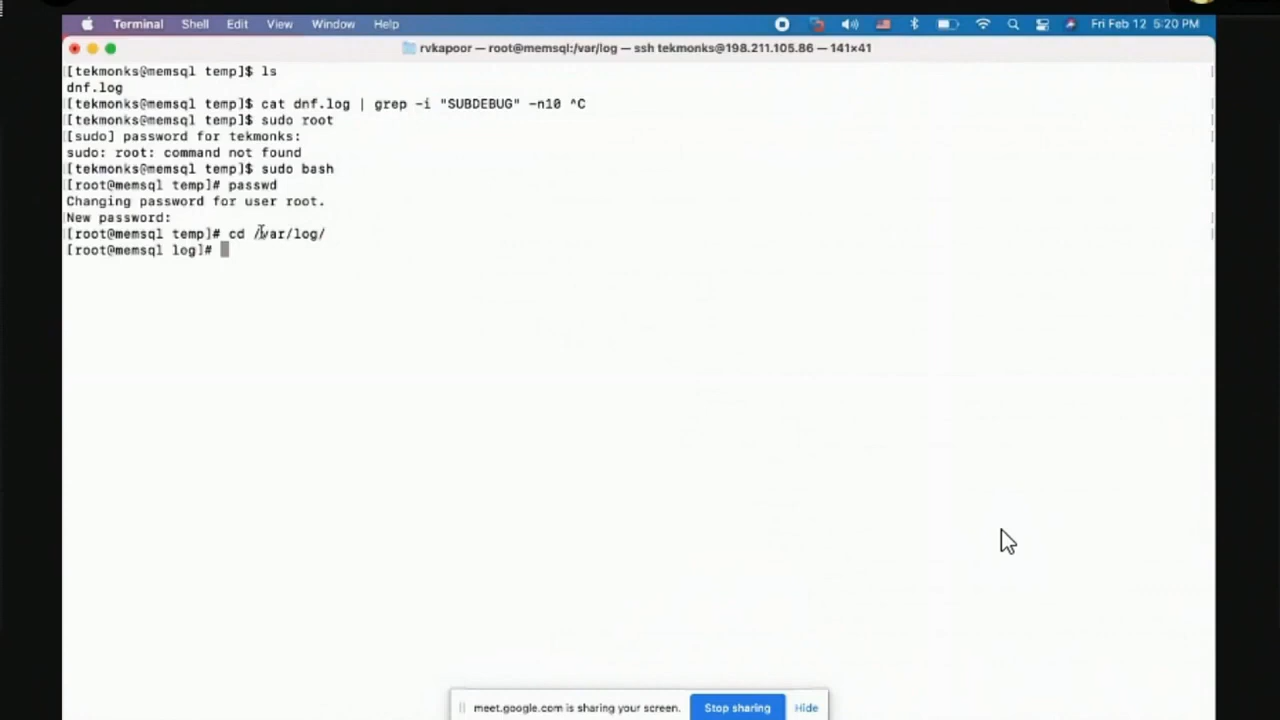 Terminal Shell Edit View Window Help Fri Feb 12 5:20 PM
rvkapoor — root@memsql:/var/log — ssh tekmonks@198.211.105.86 — 141×41
[tekmonks@memsql temp]$ ls
dnf.log
[tekmonks@memsql temp]$ cat dnf.log | grep -i "SUBDEBUG" -n10 ^C
[tekmonks@memsql temp]$ sudo root
[sudo] password for tekmonks:
sudo: root: command not found
[tekmonks@memsql temp]$ sudo bash
[root@memsql temp]# passwd
Changing password for user root.
New password:
[root@memsql temp]# cd /var/log/
[root@memsql log]#
meet.google.com is sharing your screen. Stop sharing Hide